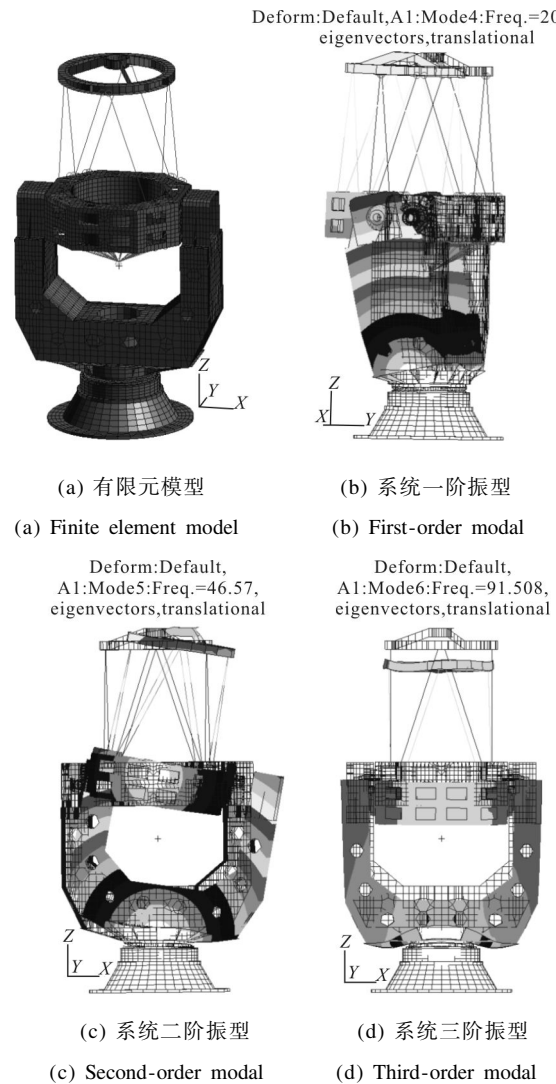 Deform:Default,A1:Mode4:Freq.=20
eigenvectors,translational
Z
Y
X
Z
X
Y
(a) 有限元模型
(b) 系统一阶振型
(a) Finite element model
(b) First-order modal
Deform:Default,
A1:Mode5:Freq.=46.57,
eigenvectors,translational
Deform:Default,
A1:Mode6:Freq.=91.508,
eigenvectors,translational
Z
Y
X
Z
Y
X
(c) 系统二阶振型
(d) 系统三阶振型
(c) Second-order modal
(d) Third-order modal